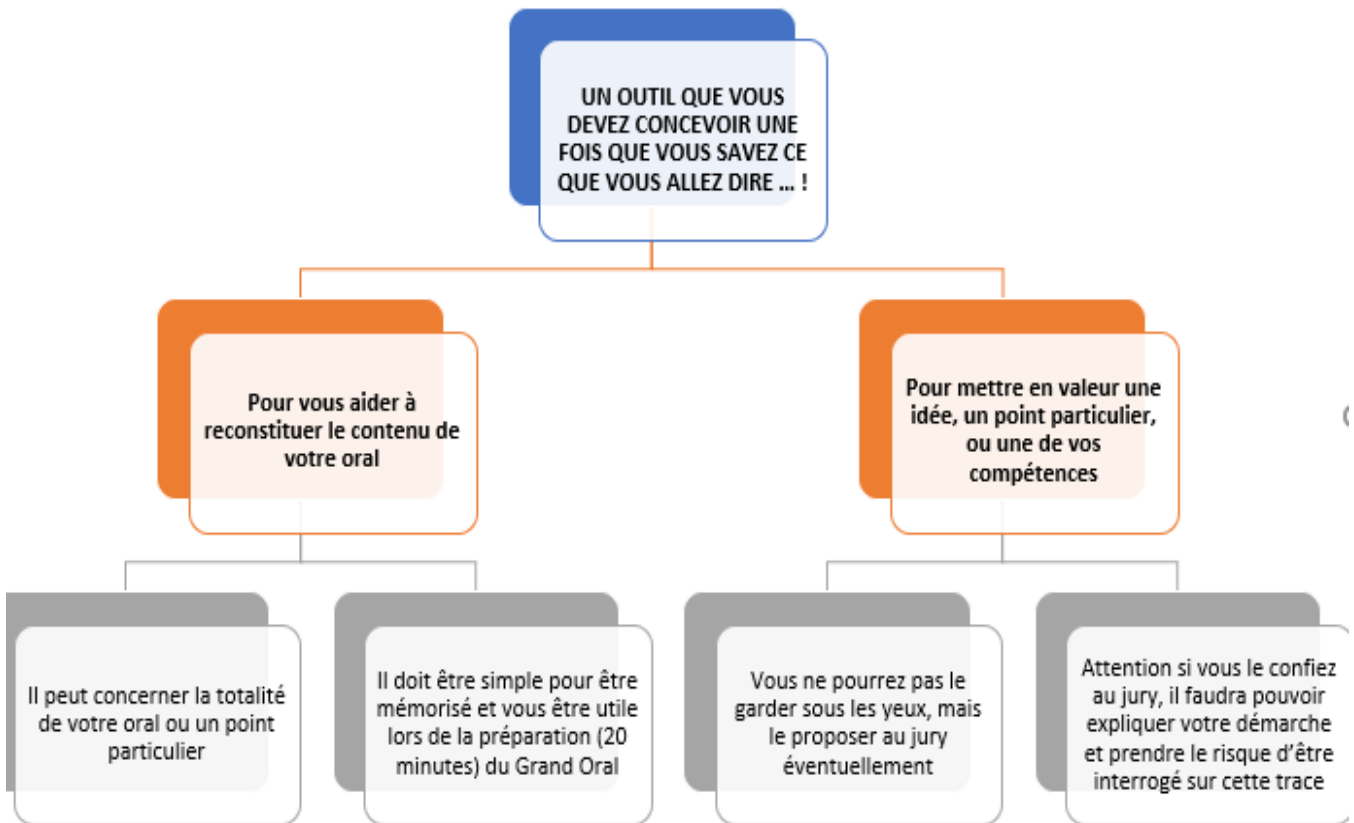 UN OUTIL QUE VOUS
DEVEZ CONCEVOIR UNE
FOIS QUE VOUS SAVEZ CE
QUE VOUS ALLEZ DIRE ... !
Pour vous aider à
reconstituer le contenu de
votre oral
Pour mettre en valeur une
idée, un point particulier,
ou une de vos
compétences
Il peut concerner la totalité
de votre oral ou un point
particulier
Il doit être simple pour être
mémorisé et vous être utile
lors de la préparation (20
minutes) du Grand Oral
Vous ne pourrez pas le
garder sous les yeux, mais
le proposer au jury
éventuellement
Attention si vous le confiez
au jury, il faudra pouvoir
expliquer votre démarche
et prendre le risque d'être
interrogé sur cette trace